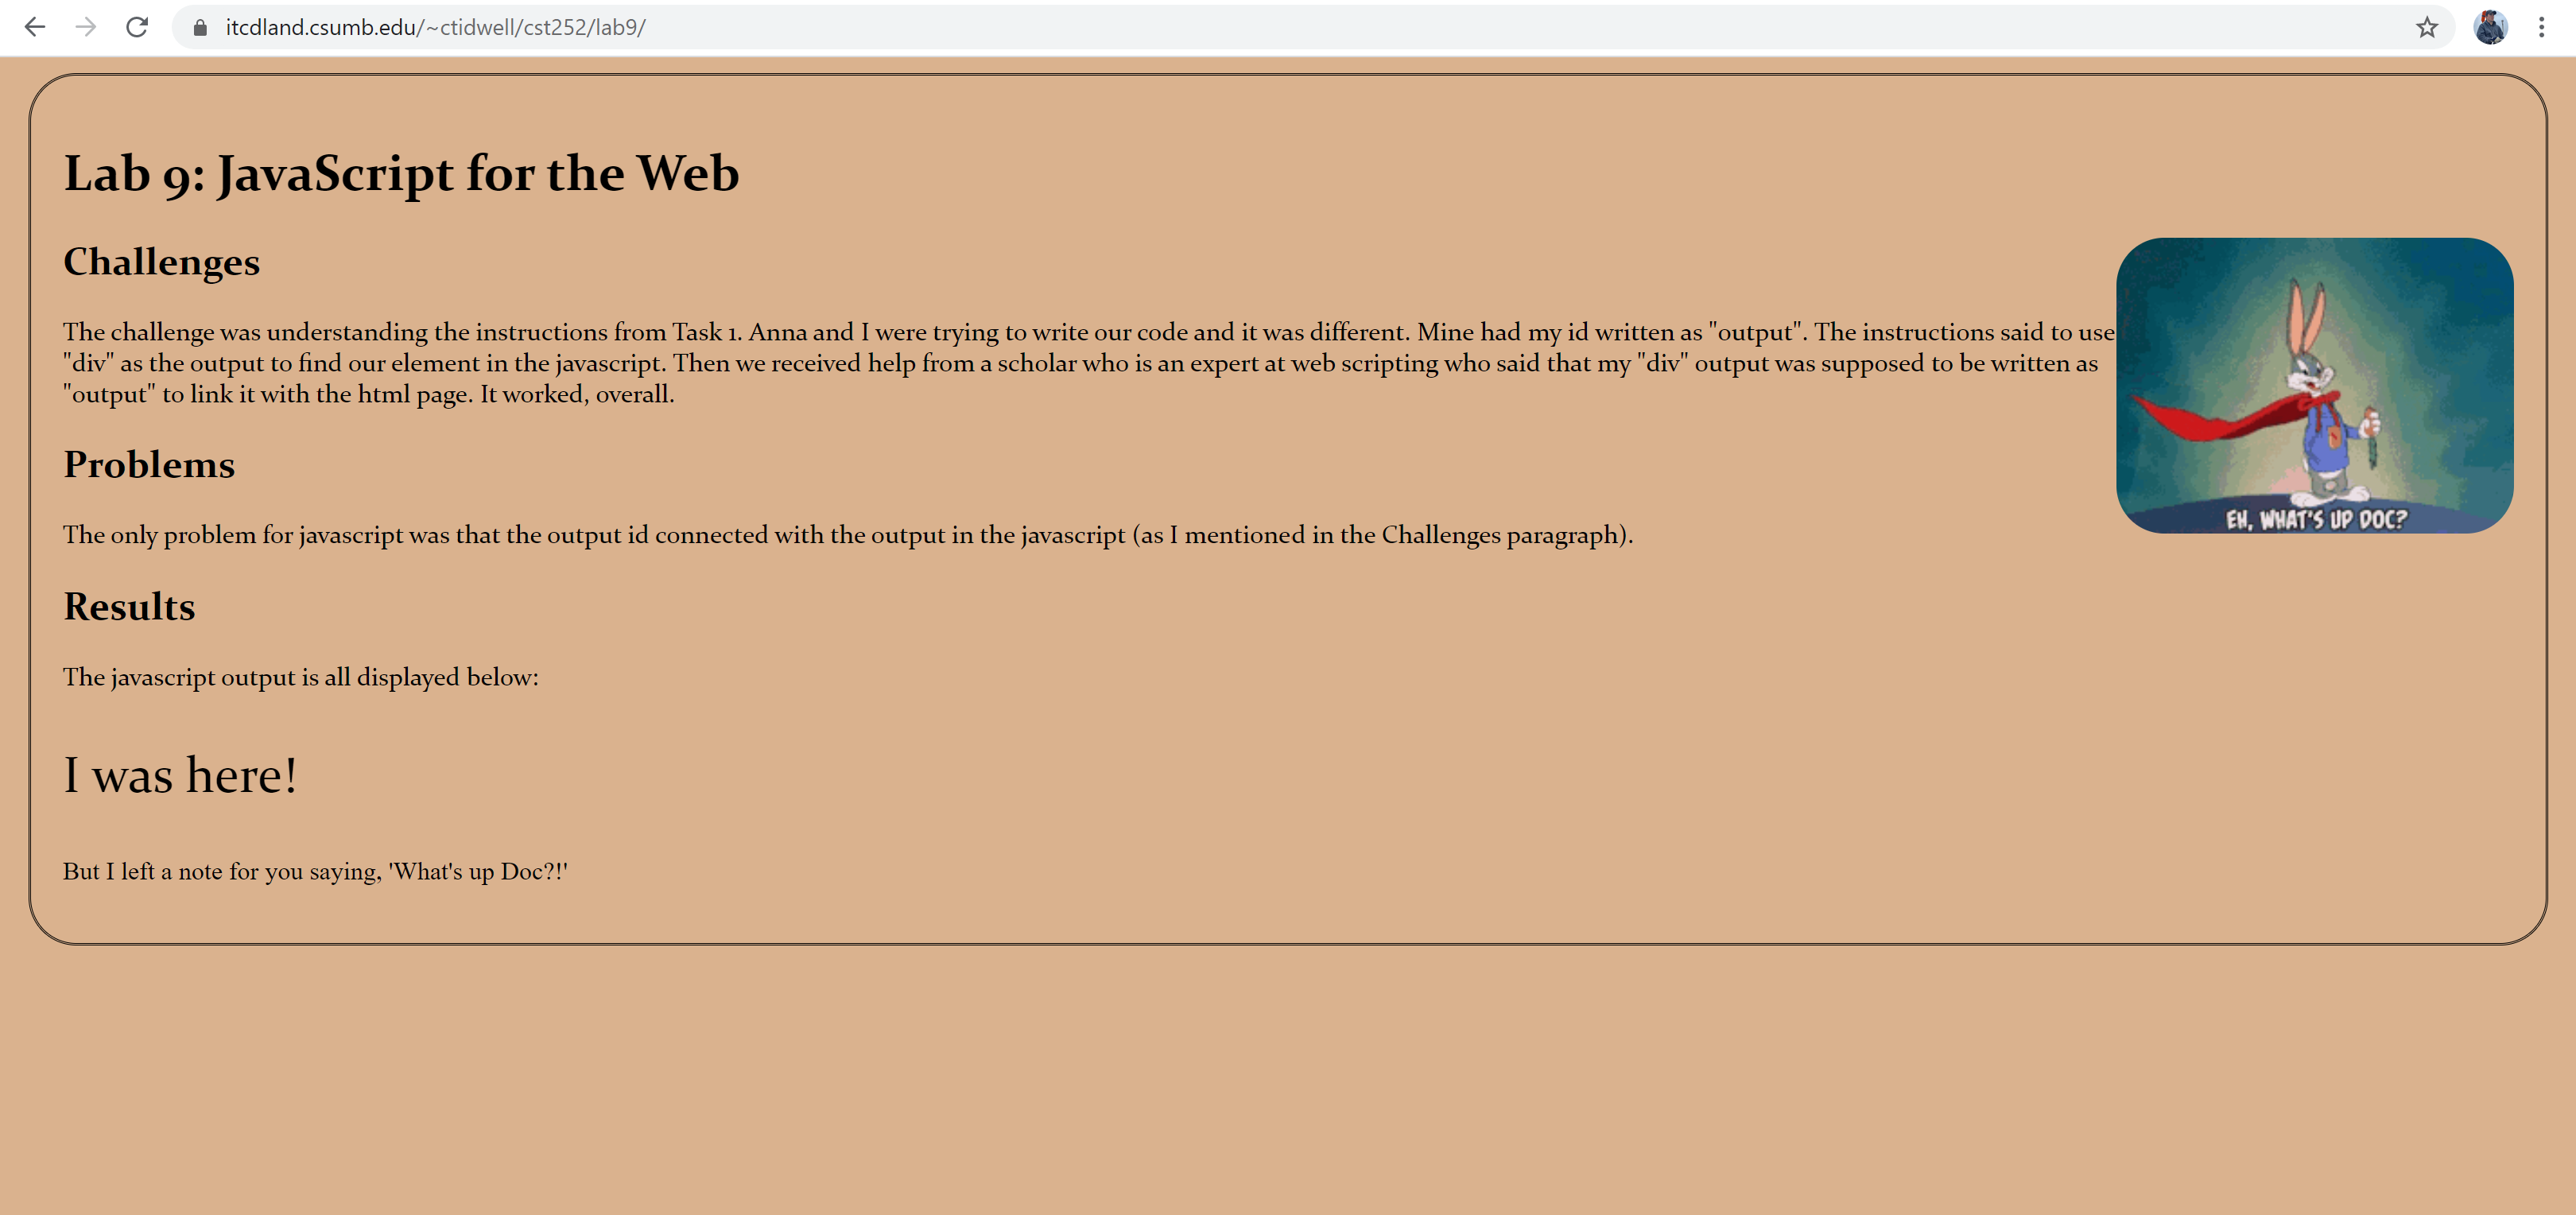 itcdland.csumb.edu/~ctidwell/cst252/lab9/
Lab 9: JavaScript for the Web
Challenges
The challenge was understanding the instructions from Task 1. Anna and I were trying to write our code and it was different. Mine had my id written as "output". The instructions said to use
"div" as the output to find our element in the javascript. Then we received help from a scholar who is an expert at web scripting who said that my "div" output was supposed to be written as
"output" to link it with the html page. It worked, overall.
EH, WHAT'S UP DOC?
Problems
The only problem for javascript was that the output id connected with the output in the javascript (as I mentioned in the Challenges paragraph).
Results
The javascript output is all displayed below:
I was here!
But I left a note for you saying, 'What's up Doc?!'